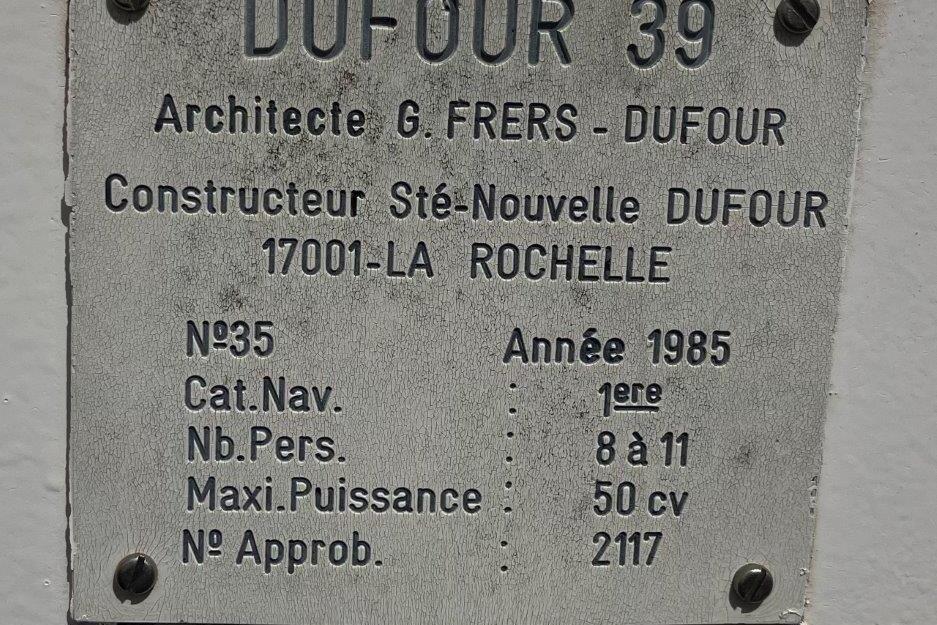 DUFOUR 39
Architecte G. FRERS - DUFOUR
Constructeur Sté-Nouvelle DUFOUR
17001-LA ROCHELLE
Nº35 Année 1985
Cat.Nav. : 1ere
Nb.Pers. : 8 à 11
Maxi.Puissance : 50 cv
Nº Approb. : 2117